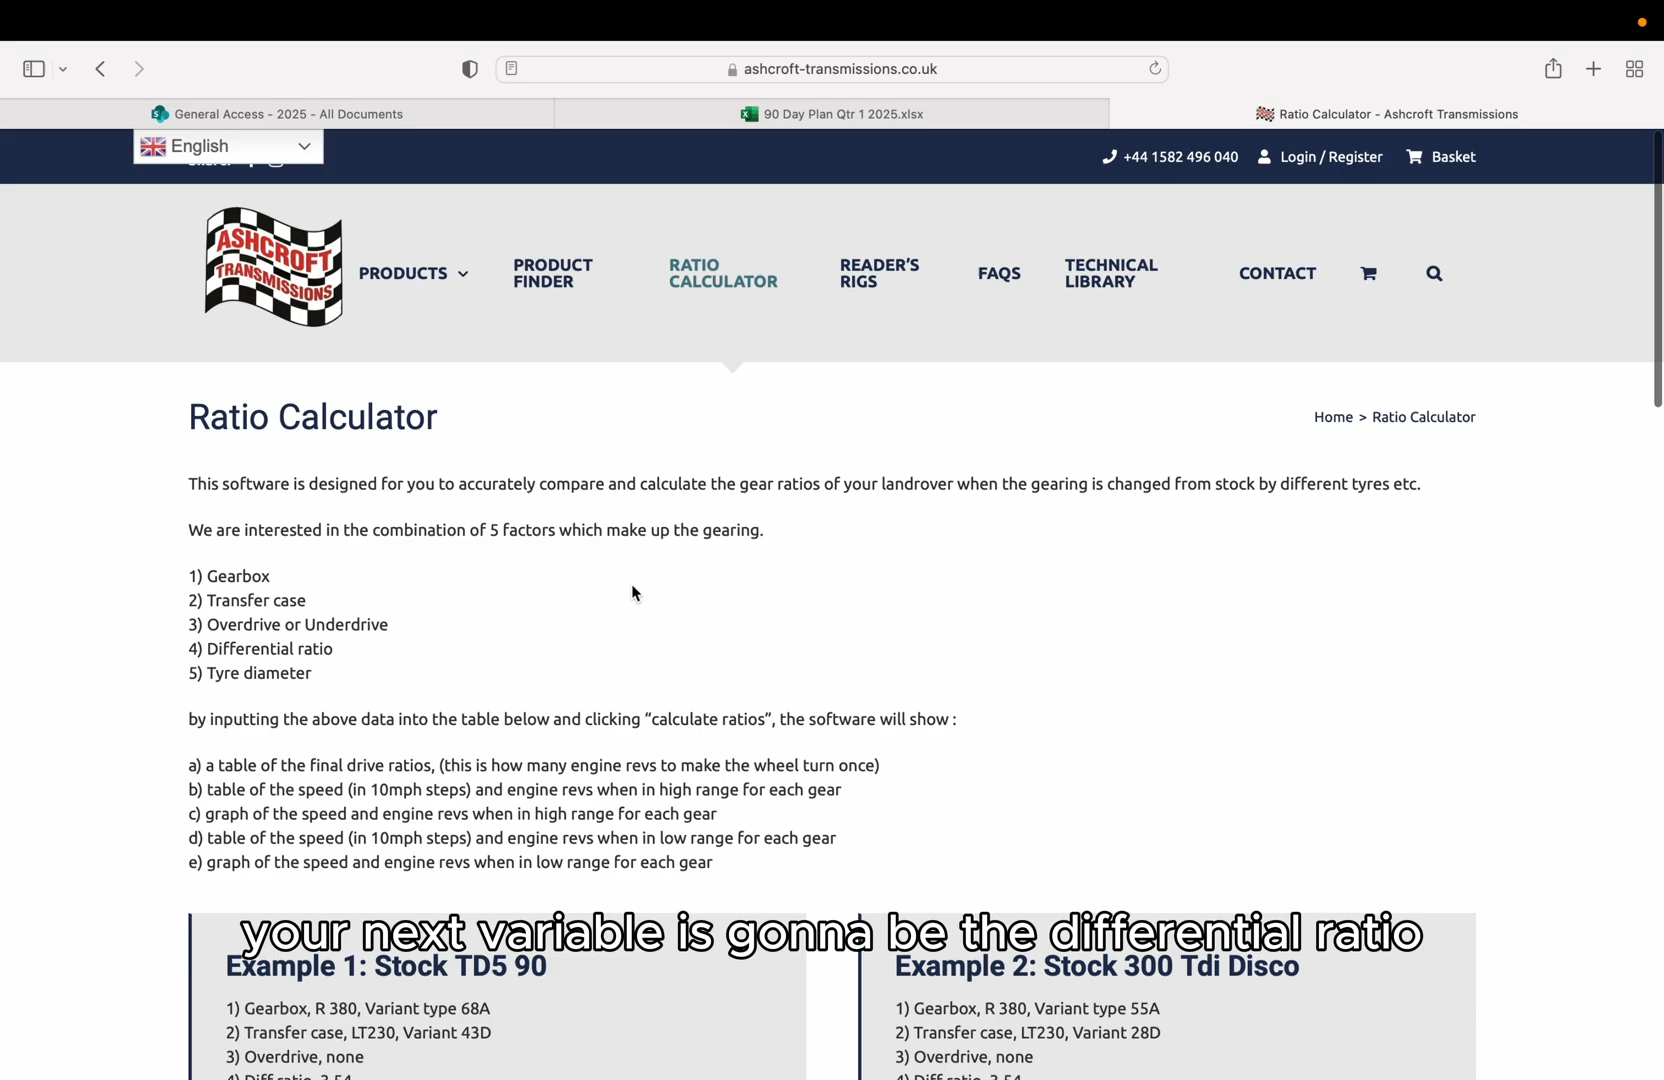 ashcroft-transmissions.co.uk
General Access - 2025 - All Documents
90 Day Plan Qtr 1 2025.xlsx
Ratio Calculator - Ashcroft Transmissions
English
+44 1582 496 040
Login / Register
Basket
ASHCROFT
TRANSMISSIONS
PRODUCTS
PRODUCT
FINDER
RATIO
CALCULATOR
READER'S
RIGS
FAQS
TECHNICAL
LIBRARY
CONTACT
Ratio Calculator
Home > Ratio Calculator
This software is designed for you to accurately compare and calculate the gear ratios of your landrover when the gearing is changed from stock by different tyres etc.
We are interested in the combination of 5 factors which make up the gearing.
1) Gearbox
2) Transfer case
3) Overdrive or Underdrive
4) Differential ratio
5) Tyre diameter
by inputting the above data into the table below and clicking “calculate ratios”, the software will show :
a) a table of the final drive ratios, (this is how many engine revs to make the wheel turn once)
b) table of the speed (in 10mph steps) and engine revs when in high range for each gear
c) graph of the speed and engine revs when in high range for each gear
d) table of the speed (in 10mph steps) and engine revs when in low range for each gear
e) graph of the speed and engine revs when in low range for each gear
your next variable is gonna be the differential ratio
Example 1: Stock TD5 90
1) Gearbox, R 380, Variant type 68A
2) Transfer case, LT230, Variant 43D
3) Overdrive, none
4) Diff ratio, 3.54
Example 2: Stock 300 Tdi Disco
1) Gearbox, R 380, Variant type 55A
2) Transfer case, LT230, Variant 28D
3) Overdrive, none
4) Diff ratio, 3.54